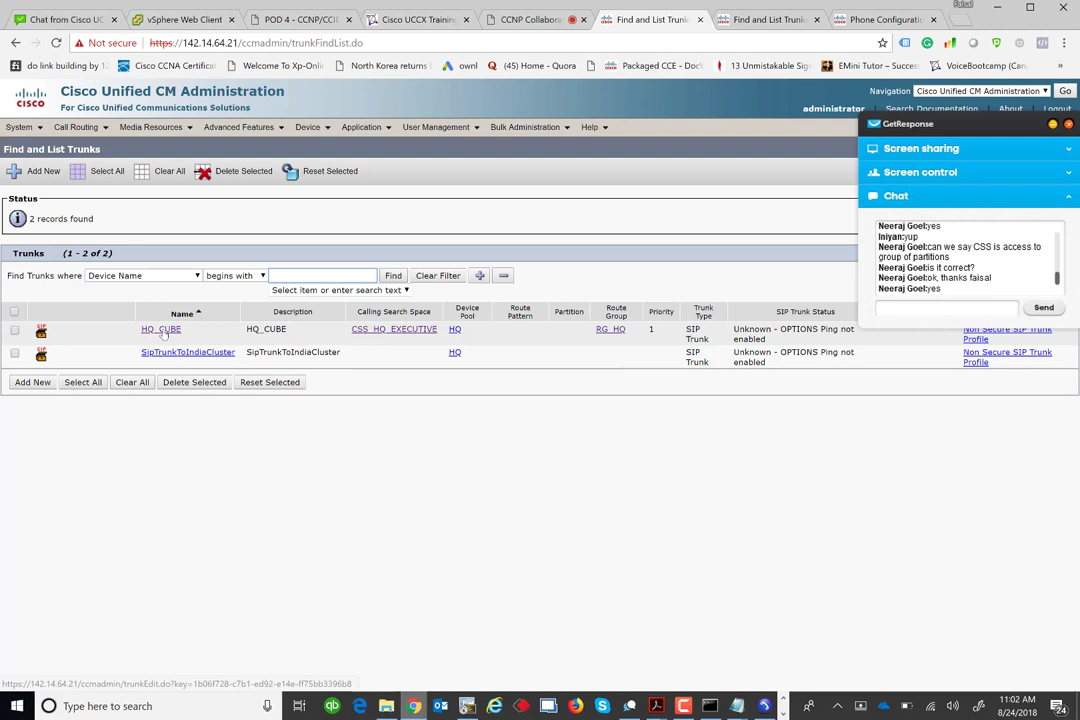 Faisal
Chat from Cisco UC
vSphere Web Client
POD 4 - CCNP/CCIE
Cisco UCCX Training
CCNP Collabora
Find and List Trunk
Find and List Trunk
Phone Configuration
Not secure
https://142.14.64.21/ccmadmin/trunkFindList.do
do link building by
Cisco CCNA Certificat
Welcome To Xp-Onli
North Korea returns
ownl
(45) Home - Quora
Packaged CCE - Doc
13 Unmistakable Sig
EMini Tutor – Succes
VoiceBootcamp (Can
»
cisco
Cisco Unified CM Administration
For Cisco Unified Communications Solutions
Navigation Cisco Unified CM Administration Go
administrator Search Documentation About Logout
System Call Routing Media Resources Advanced Features Device Application User Management Bulk Administration Help
Find and List Trunks
Add New Select All Clear All Delete Selected Reset Selected
Status
2 records found
Trunks (1 - 2 of 2)
Find Trunks where Device Name begins with Find Clear Filter
Select item or enter search text
Name Description Calling Search Space Device Pool Route Pattern Partition Route Group Priority Trunk Type SIP Trunk Status
HQ_CUBE HQ_CUBE CSS_HQ_EXECUTIVE HQ RG_HQ 1 SIP Trunk Unknown - OPTIONS Ping not enabled Non Secure SIP Trunk Profile
SipTrunkToIndiaCluster SipTrunkToIndiaCluster HQ SIP Trunk Unknown - OPTIONS Ping not enabled Non Secure SIP Trunk Profile
Add New Select All Clear All Delete Selected Reset Selected
GetResponse
Screen sharing
Screen control
Chat
Neeraj Goel:yes
Iniyan:yup
Neeraj Goel:can we say CSS is access to
group of partitions
Neeraj Goel:is it correct?
Neeraj Goel:ok, thanks faisal
Neeraj Goel:yes
Send
https://142.14.64.21/ccmadmin/trunkEdit.do?key=1b06f728-c7b1-ed92-e14e-ff75bb3396b8
Type here to search
11:02 AM
8/24/2018
24